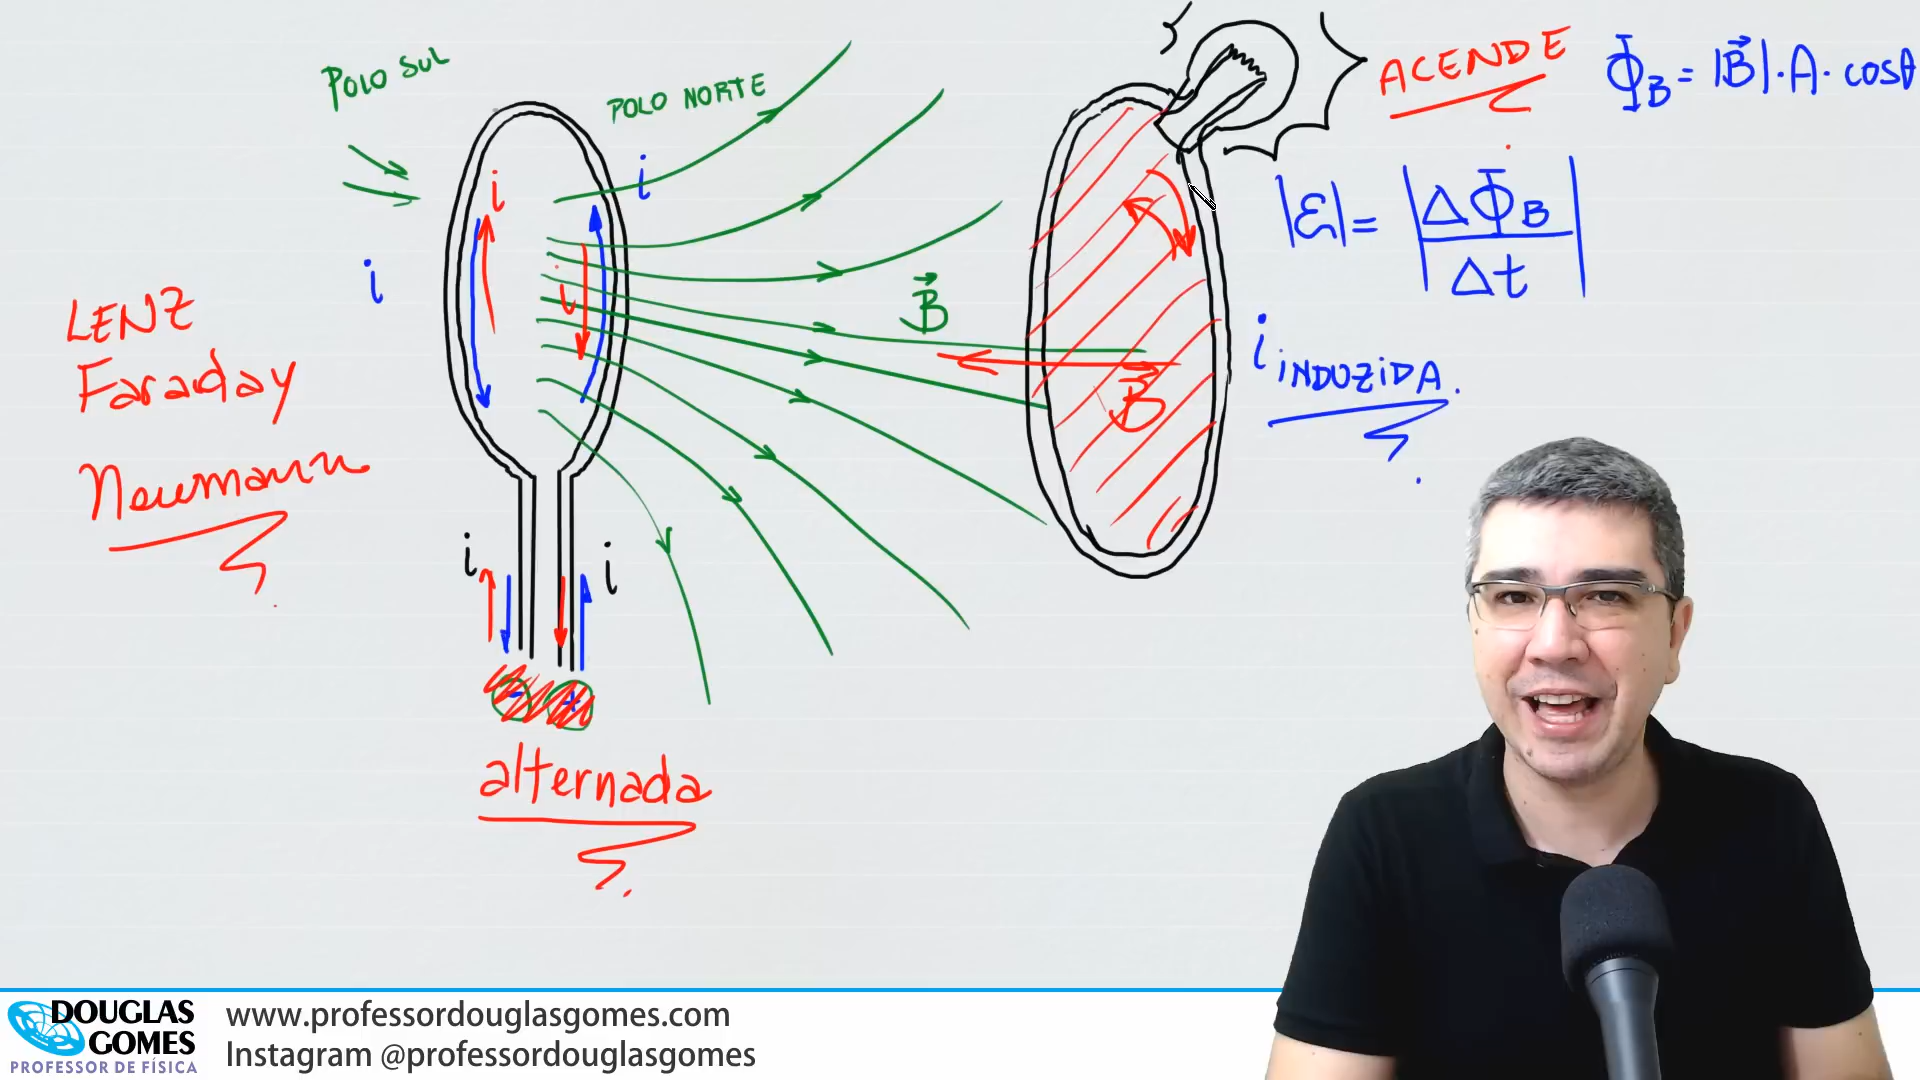 POLO SUL
POLO NORTE
ACENDE
Φ_B = |B⃗|·A·cosθ
i
i
i
i
|ε| = |ΔΦ_B / Δt|
B⃗
i INDUZIDA.
LENZ
Faraday
Neumann
B⃗
i
i
-
+
alternada
DOUGLAS
GOMES
PROFESSOR DE FÍSICA
www.professordouglasgomes.com
Instagram @professordouglasgomes